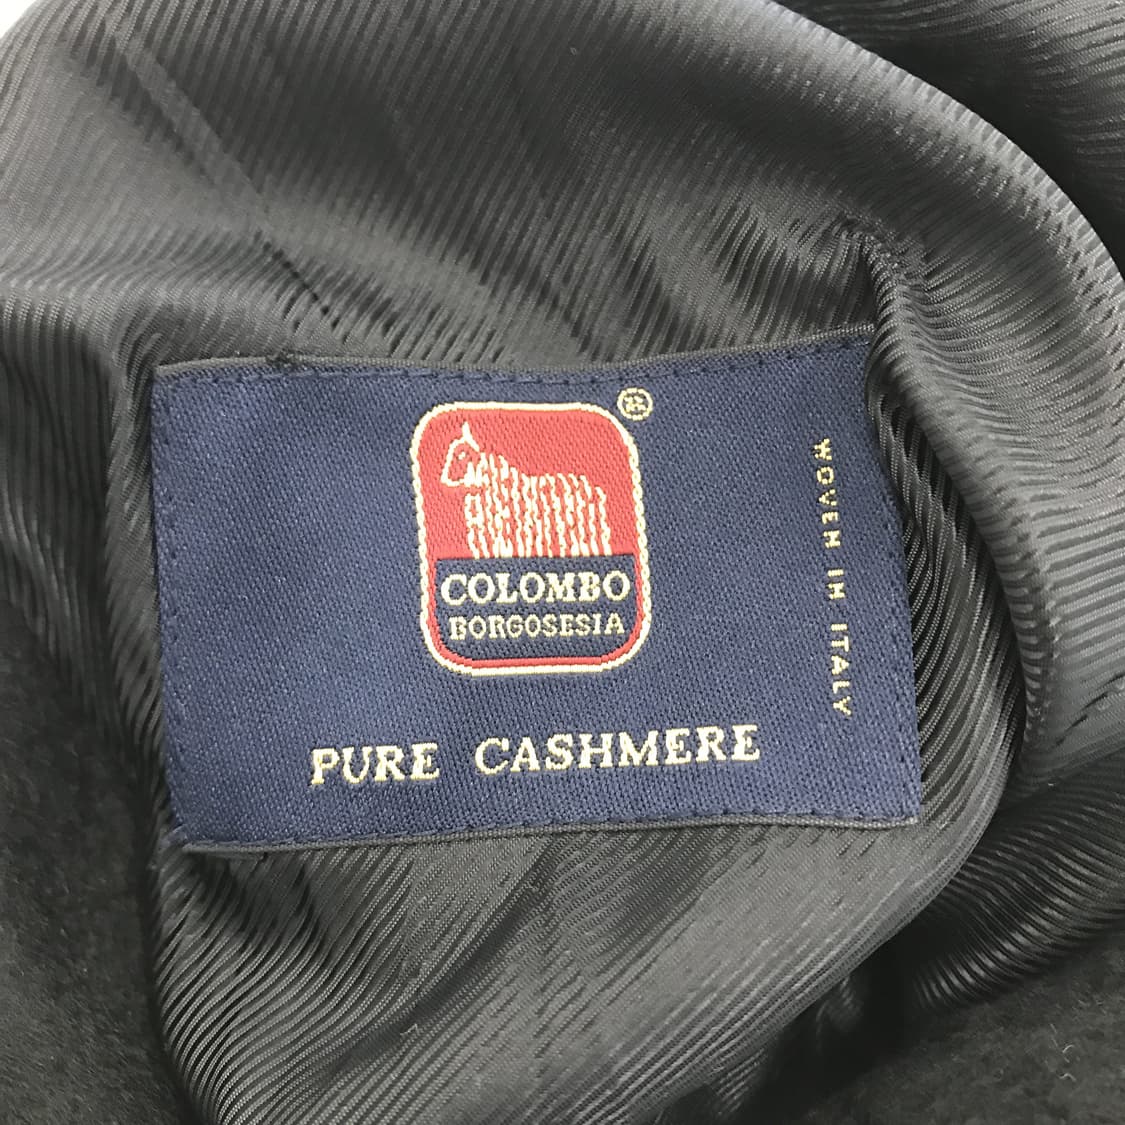 ®
COLOMBO
BORGOSESIA
PURE CASHMERE
WOVEN IN ITALY